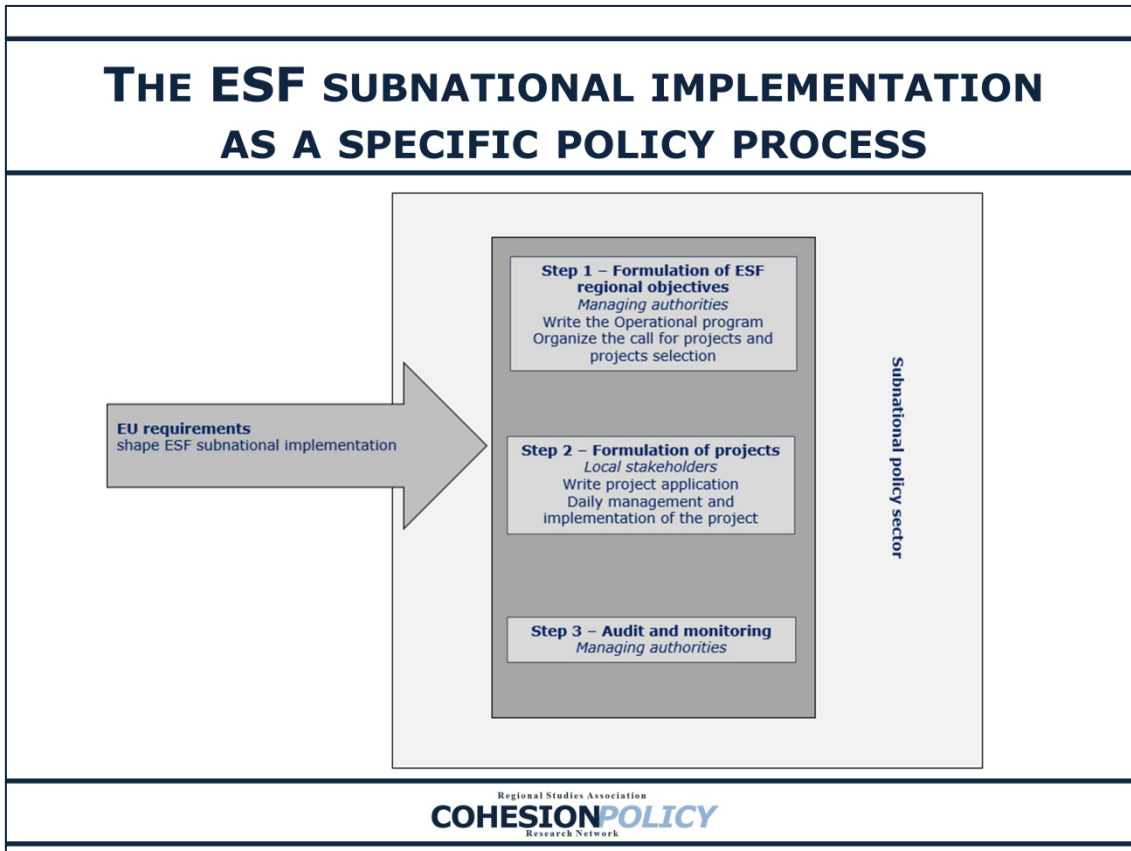 THE ESF SUBNATIONAL IMPLEMENTATION
AS A SPECIFIC POLICY PROCESS
EU requirements
shape ESF subnational implementation
Step 1 – Formulation of ESF
regional objectives
Managing authorities
Write the Operational program
Organize the call for projects and
projects selection
Step 2 – Formulation of projects
Local stakeholders
Write project application
Daily management and
implementation of the project
Step 3 – Audit and monitoring
Managing authorities
Subnational policy sector
Regional Studies Association
COHESIONPOLICY
Research Network